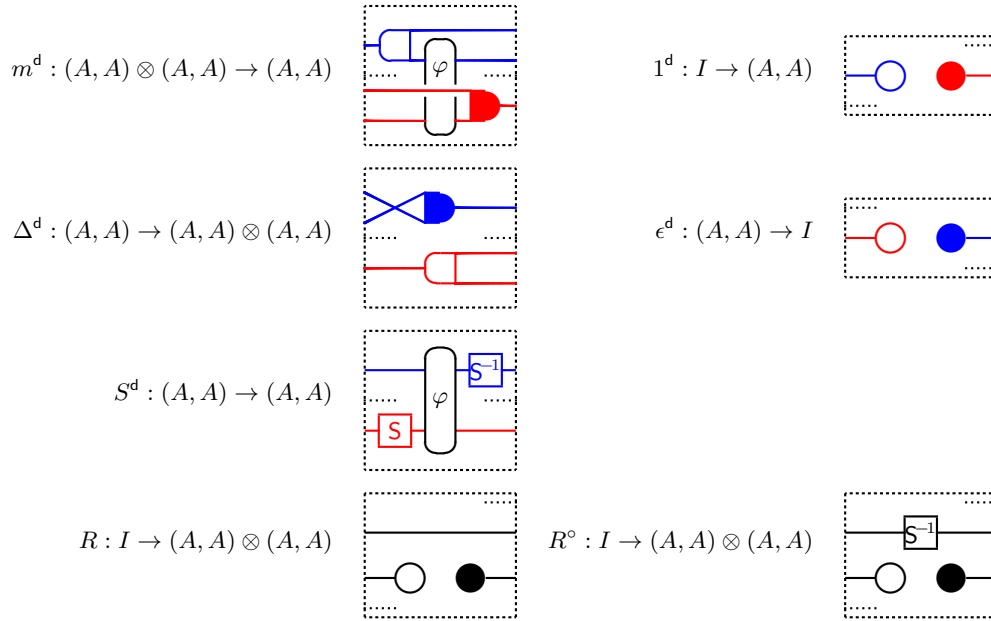 m^d : (A, A) ⊗ (A, A) → (A, A)
φ
1^d : I → (A, A)
Δ^d : (A, A) → (A, A) ⊗ (A, A)
ϵ^d : (A, A) → I
S^d : (A, A) → (A, A)
S^−1
φ
S
R : I → (A, A) ⊗ (A, A)
R° : I → (A, A) ⊗ (A, A)
S^−1